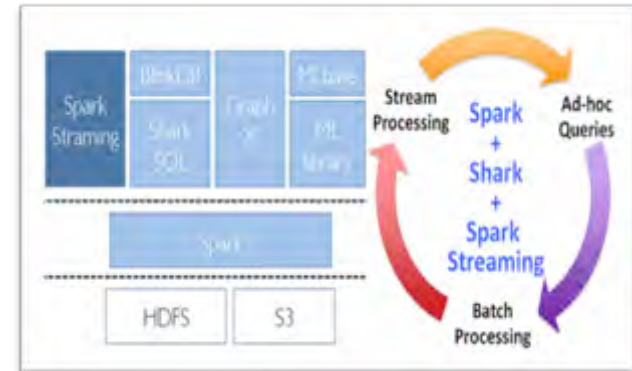 Spark
Straming
BlinkDB
Shark
SQL
Graph
MLbase
ML
library
Spark
HDFS
S3
Stream
Processing
Ad-hoc
Queries
Spark
+
Shark
+
Spark
Streaming
Batch
Processing